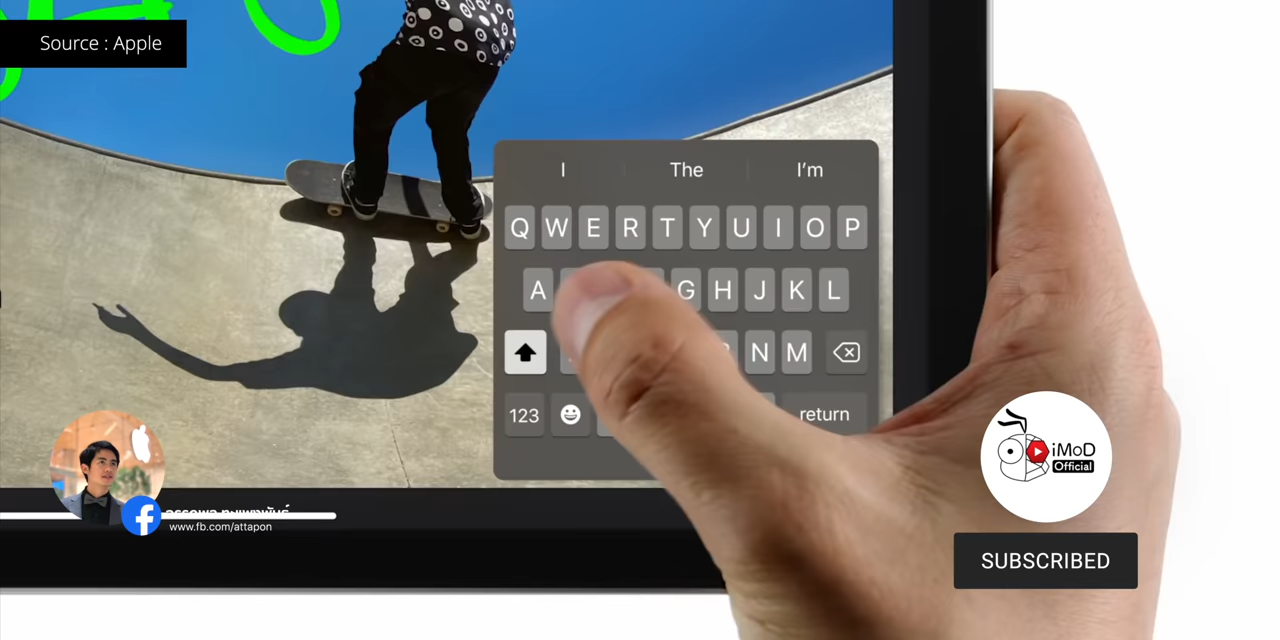 Source : Apple
I The I'm
Q W E R T Y U I O P
A G H J K L
N M
123 return
www.fb.com/attapon
iMoD
Official
SUBSCRIBED